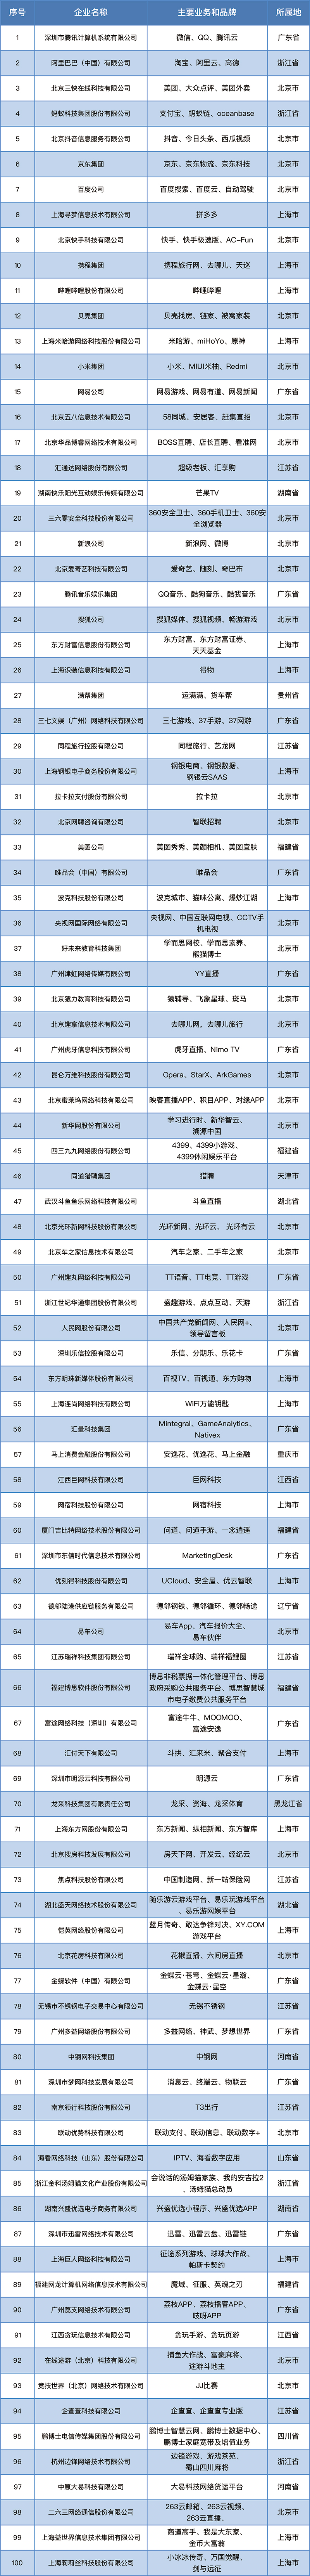 序号 企业名称 主要业务和品牌 所属地
1 深圳市腾讯计算机系统有限公司 微信、QQ、腾讯云 广东省
2 阿里巴巴（中国）有限公司 淘宝、阿里云、高德 浙江省
3 北京三快在线科技有限公司 美团、大众点评、美团外卖 北京市
4 蚂蚁科技集团股份有限公司 支付宝、蚂蚁链、oceanbase 浙江省
5 北京抖音信息服务有限公司 抖音、今日头条、西瓜视频 北京市
6 京东集团 京东、京东物流、京东科技 北京市
7 百度公司 百度搜索、百度云、自动驾驶 北京市
8 上海寻梦信息技术有限公司 拼多多 上海市
9 北京快手科技有限公司 快手、快手极速版、AC-Fun 北京市
10 携程集团 携程旅行网、去哪儿、天巡 上海市
11 哔哩哔哩股份有限公司 哔哩哔哩 上海市
12 贝壳集团 贝壳找房、链家、被窝家装 北京市
13 上海米哈游网络科技股份有限公司 米哈游、miHoYo、原神 上海市
14 小米集团 小米、MIUI米柚、Redmi 北京市
15 网易公司 网易游戏、网易有道、网易新闻 广东省
16 北京五八信息技术有限公司 58同城、安居客、赶集直招 北京市
17 北京华品博睿网络技术有限公司 BOSS直聘、店长直聘、看准网 北京市
18 汇通达网络股份有限公司 超级老板、汇享购 江苏省
19 湖南快乐阳光互动娱乐传媒有限公司 芒果TV 湖南省
20 三六零安全科技股份有限公司 360安全卫士、360手机卫士、360安
全浏览器 北京市
21 新浪公司 新浪网、微博 北京市
22 北京爱奇艺科技有限公司 爱奇艺、随刻、奇巴布 北京市
23 腾讯音乐娱乐集团 QQ音乐、酷狗音乐、酷我音乐 广东省
24 搜狐公司 搜狐媒体、搜狐视频、畅游游戏 北京市
25 东方财富信息股份有限公司 东方财富、东方财富证券、
天天基金 上海市
26 上海识装信息科技有限公司 得物 上海市
27 满帮集团 运满满、货车帮 贵州省
28 三七文娱（广州）网络科技有限公司 三七游戏、37手游、37网游 广东省
29 同程旅行控股有限公司 同程旅行、艺龙网 江苏省
30 上海钢银电子商务股份有限公司 钢银电商、钢银数据、
钢银云SAAS 上海市
31 拉卡拉支付股份有限公司 拉卡拉 北京市
32 北京网聘咨询有限公司 智联招聘 北京市
33 美图公司 美图秀秀、美颜相机、美图宜肤 福建省
34 唯品会（中国）有限公司 唯品会 广东省
35 波克科技股份有限公司 波克城市、猫咪公寓、爆炒江湖 上海市
36 央视网国际网络有限公司 央视网、中国互联网电视、CCTV手
机电视 北京市
37 好未来教育科技集团 学而思网校、学而思素养、
熊猫博士 北京市
38 广州津虹网络传媒有限公司 YY直播 广东省
39 北京猿力教育科技有限公司 猿辅导、飞象星球、斑马 北京市
40 北京趣拿信息技术有限公司 去哪儿网，去哪儿旅行 北京市
41 广州虎牙信息科技有限公司 虎牙直播、Nimo TV 广东省
42 昆仑万维科技股份有限公司 Opera、StarX、ArkGames 北京市
43 北京蜜莱坞网络科技有限公司 映客直播APP、积目APP、对缘APP 北京市
44 新华网股份有限公司 学习进行时、新华智云、
溯源中国 北京市
45 四三九九网络股份有限公司 4399、4399小游戏、
4399休闲娱乐平台 福建省
46 同道猎聘集团 猎聘 天津市
47 武汉斗鱼鱼乐网络科技有限公司 斗鱼直播 湖北省
48 北京光环新网科技股份有限公司 光环新网、光环云、 光环有云 北京市
49 北京车之家信息技术有限公司 汽车之家、二手车之家 北京市
50 广州趣丸网络科技有限公司 TT语音、TT电竞、TT游戏 广东省
51 浙江世纪华通集团股份有限公司 盛趣游戏、点点互动、天游 浙江省
52 人民网股份有限公司 中国共产党新闻网、人民网+、
领导留言板 北京市
53 深圳乐信控股有限公司 乐信、分期乐、乐花卡 广东省
54 东方明珠新媒体股份有限公司 百视TV、百视通、东方购物 上海市
55 上海连尚网络科技有限公司 WiFi万能钥匙 上海市
56 汇量科技集团 Mintegral、GameAnalytics、
Nativex 广东省
57 马上消费金融股份有限公司 安逸花、优逸花、马上金融 重庆市
58 江西巨网科技有限公司 巨网科技 江西省
59 网宿科技股份有限公司 网宿科技 上海市
60 厦门吉比特网络技术股份有限公司 问道、问道手游、一念逍遥 福建省
61 深圳市东信时代信息技术有限公司 MarketingDesk 广东省
62 优刻得科技股份有限公司 UCloud、安全屋、优云智联 上海市
63 德邻陆港供应链服务有限公司 德邻钢铁、德邻循环、德邻畅途 辽宁省
64 易车公司 易车App、汽车报价大全、
易车伙伴 北京市
65 江苏瑞祥科技集团有限公司 瑞祥全球购、瑞祥福鲤圈 江苏省
66 福建博思软件股份有限公司 博思非税票据一体化管理平台、博思
政府采购公共服务平台、博思智慧城
市电子缴费公共服务平台 福建省
67 富途网络科技（深圳）有限公司 富途牛牛、MOOMOO、
富途安逸 广东省
68 汇付天下有限公司 斗拱、汇来米、聚合支付 上海市
69 深圳市明源云科技有限公司 明源云 广东省
70 龙采科技集团有限责任公司 龙采、资海、龙采体育 黑龙江省
71 上海东方网股份有限公司 东方新闻、纵相新闻、东方智库 上海市
72 北京搜房科技发展有限公司 房天下网、开发云、经纪云 北京市
73 焦点科技股份有限公司 中国制造网、新一站保险网 江苏省
74 湖北盛天网络技术股份有限公司 随乐游云游戏平台、易乐玩游戏平台
、易乐游网娱平台 湖北省
75 恺英网络股份有限公司 蓝月传奇、敢达争锋对决、XY.COM
游戏平台 上海市
76 北京花房科技有限公司 花椒直播、六间房直播 北京市
77 金蝶软件（中国）有限公司 金蝶云·苍穹、金蝶云·星瀚、
金蝶云·星空 广东省
78 无锡市不锈钢电子交易中心有限公司 无锡不锈钢 江苏省
79 广州多益网络股份有限公司 多益网络、神武、梦想世界 广东省
80 中钢网科技集团 中钢网 河南省
81 深圳市梦网科技发展有限公司 消息云、终端云、物联云 广东省
82 南京领行科技股份有限公司 T3出行 江苏省
83 联动优势科技有限公司 联动支付、联动信息、联动数字+ 北京市
84 海看网络科技（山东）股份有限公司 IPTV、海看数字应用 山东省
85 浙江金科汤姆猫文化产业股份有限公司 会说话的汤姆猫家族、我的安吉拉2
、汤姆猫总动员 浙江省
86 湖南兴盛优选电子商务有限公司 兴盛优选小程序、兴盛优选APP 湖南省
87 深圳市迅雷网络技术有限公司 迅雷、迅雷云盘、迅雷链 广东省
88 上海巨人网络科技有限公司 征途系列游戏、球球大作战、
帕斯卡契约 上海市
89 福建网龙计算机网络信息技术有限公司 魔域、征服、英魂之刃 福建省
90 广州荔支网络技术有限公司 荔枝APP、荔枝播客APP、
吱呀APP 广东省
91 江西贪玩信息技术有限公司 贪玩手游、贪玩页游 江西省
92 在线途游（北京）科技有限公司 捕鱼大作战、富豪麻将、
途游斗地主 北京市
93 竞技世界（北京）网络技术有限公司 JJ比赛 北京市
94 企查查科技有限公司 企查查、企查查专业版 江苏省
95 鹏博士电信传媒集团股份有限公司 鹏博士智慧云网、鹏博士数据中心、
鹏博士家庭宽带及增值业务 四川省
96 杭州边锋网络技术有限公司 边锋游戏、游戏茶苑、
蜀山四川麻将 浙江省
97 中原大易科技有限公司 大易科技网络货运平台 河南省
98 二六三网络通信股份有限公司 263云邮箱、263云视频、
263云直播、 北京市
99 上海益世界信息技术集团有限公司 商道高手、我是大东家、
金币大富翁 上海市
100 上海莉莉丝科技股份有限公司 小冰冰传奇、万国觉醒、
剑与远征 上海市